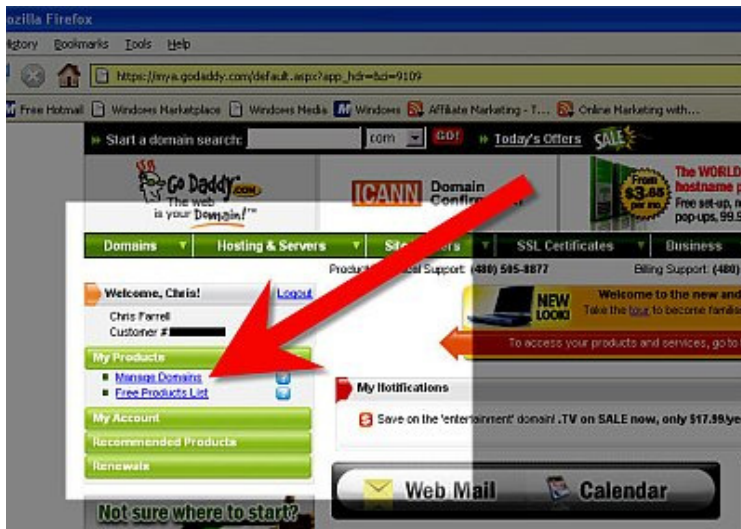 ozilla Firefox
History Bookmarks Tools Help
https://mya.godaddy.com/default.aspx?app_hdr=&ci=9109
Free Hotmail Windows Marketplace Windows Media Windows Affiliate Marketing - T... Online Marketing with...
Start a domain search: com GO! Today's Offers SALE
Go Daddy.com
The web
is your Domain!™
ICANN Domain
From
$3.65
per mo.
The WORLD
hostname p
Free set-up, n
pop-ups, 99.9
Domains Hosting & Servers SSL Certificates Business
Support: (480) 505-8877 Billing Support: (480)
Welcome, Chris! Logout
Chris Farrell
Customer #
My Products
Manage Domains
Free Products List
My Account
Recommended Products
Renewals
NEW
LOOK!
Welcome to the new and
Take the tour to become familia
To access your products and services, go to
My Notifications
Save on the 'entertainment' domain! .TV on SALE now, only $17.99/ye
Web Mail Calendar
Not sure where to start?